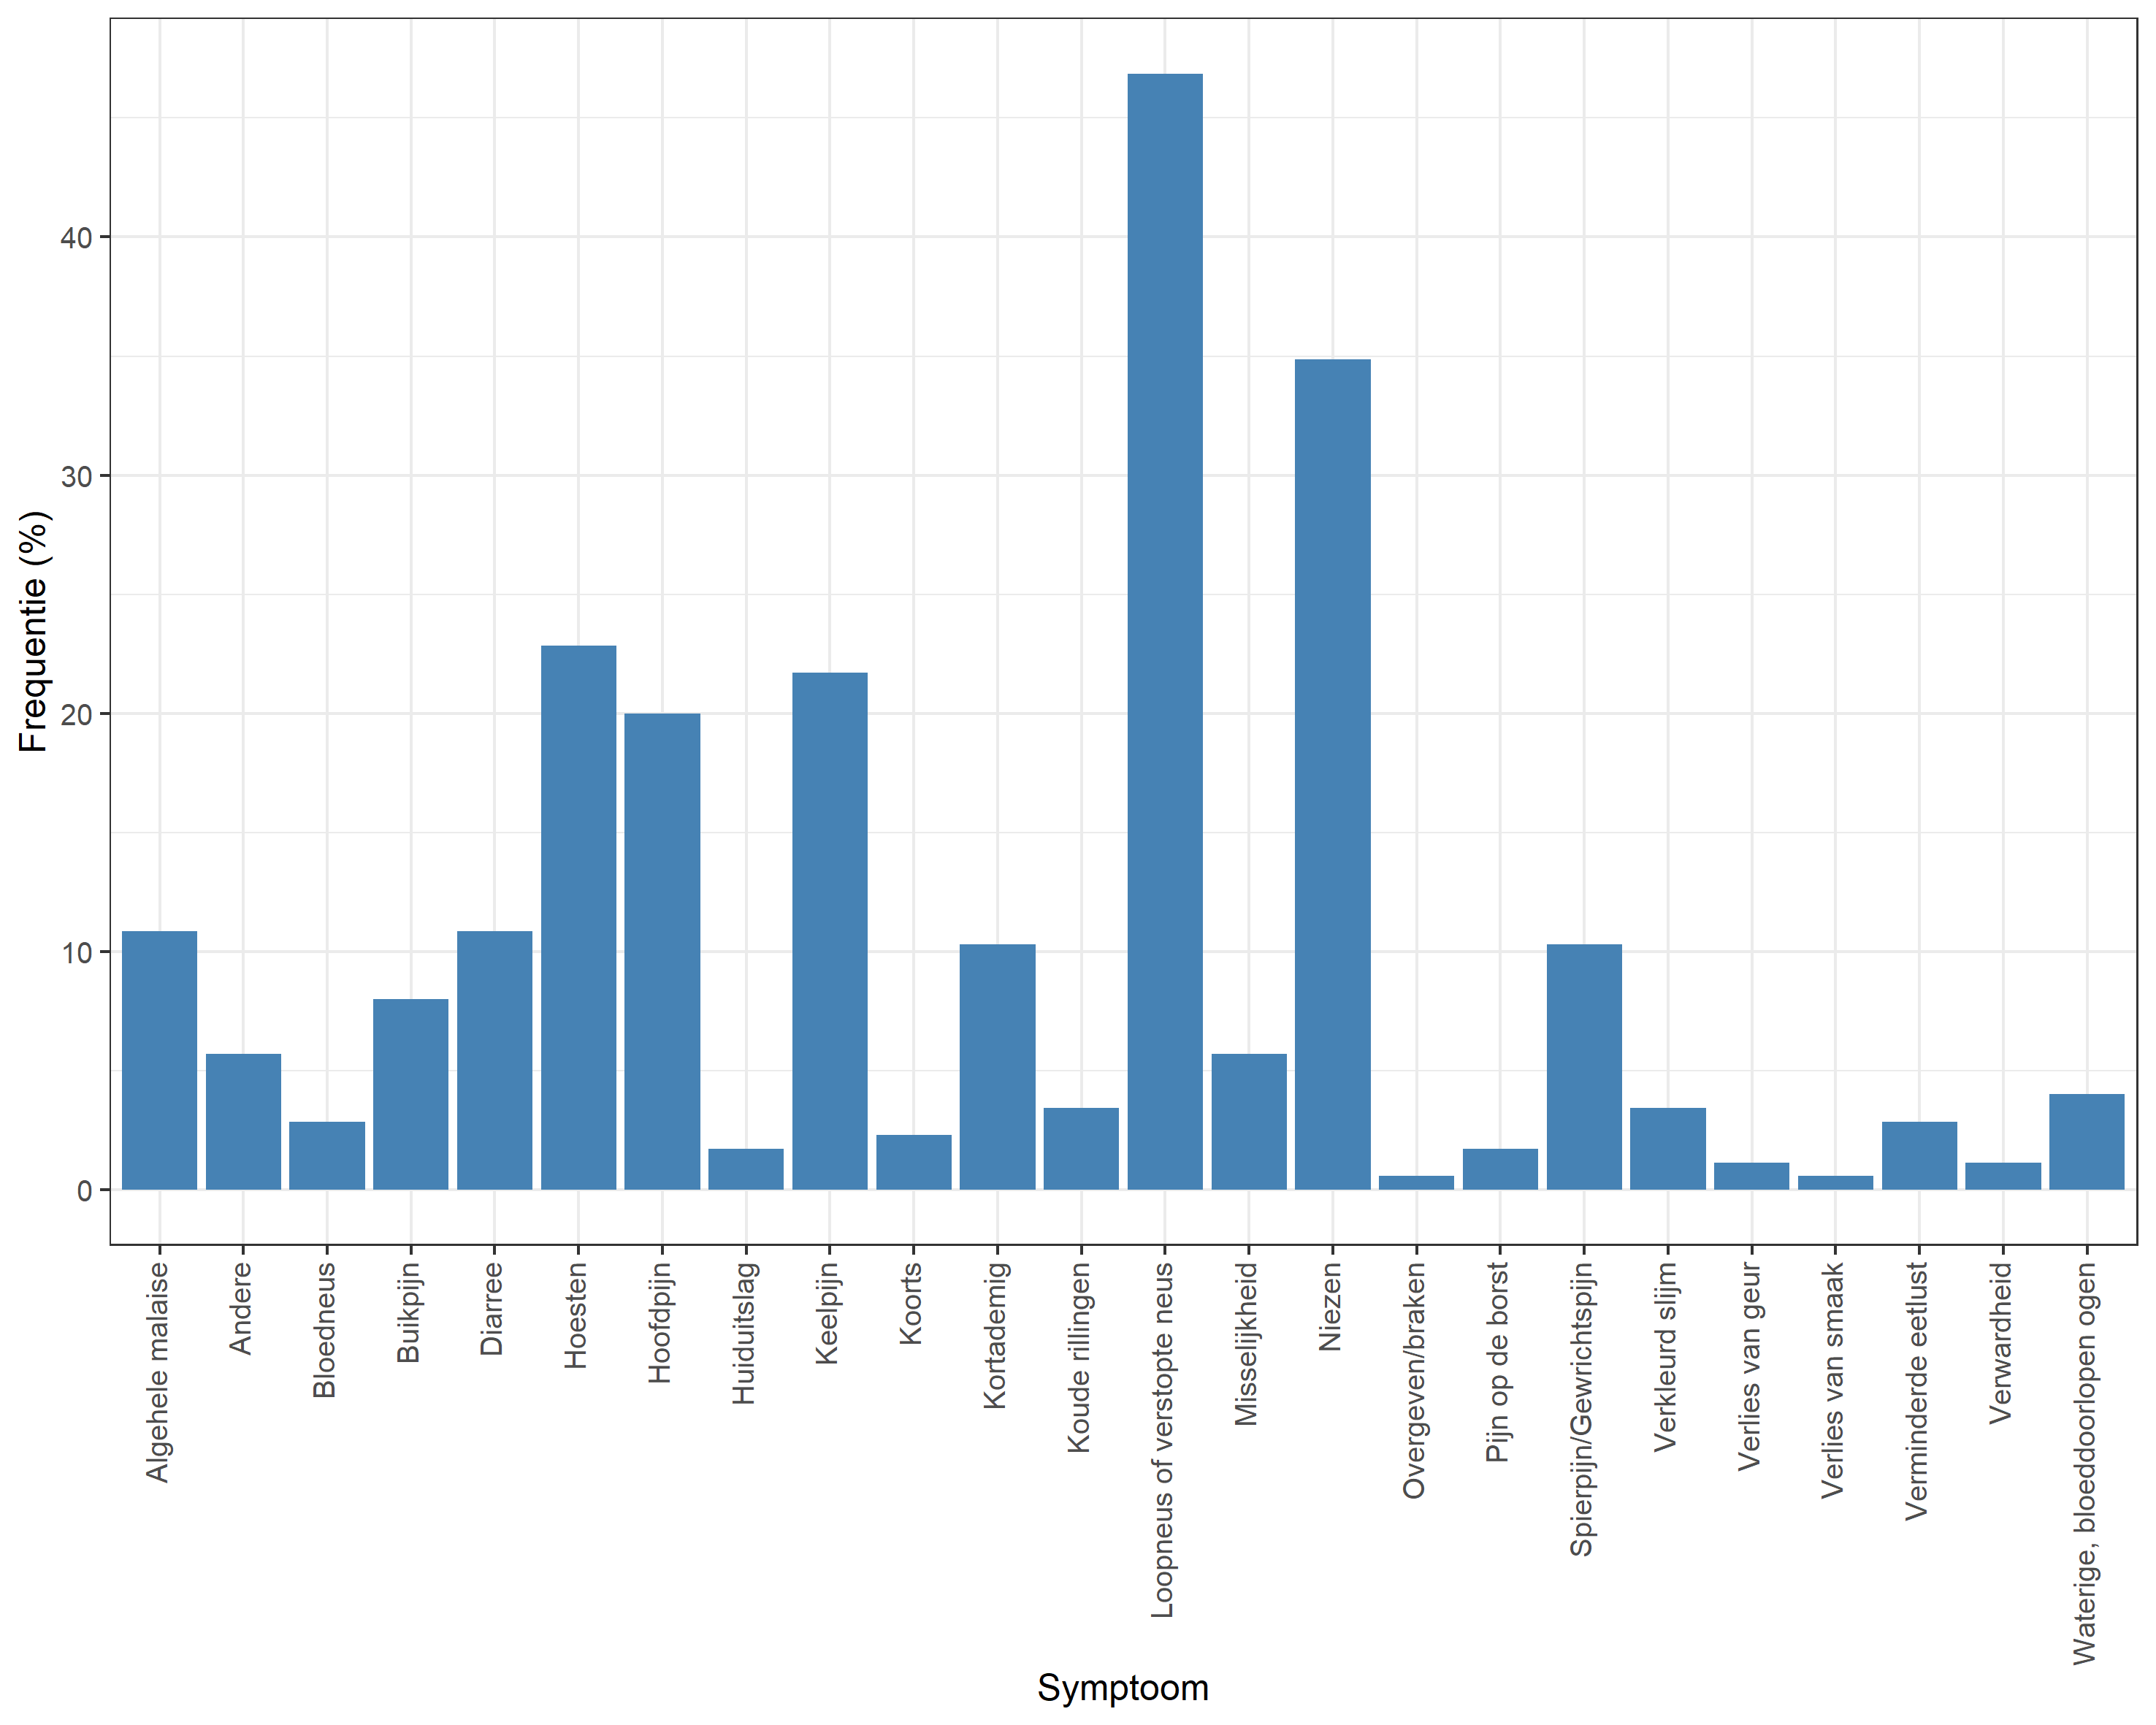 Frequentie (%)
40
30
20
10
0
Algehele malaise
Andere
Bloedneus
Buikpijn
Diarree
Hoesten
Hoofdpijn
Huiduitslag
Keelpijn
Koorts
Kortademig
Koude rillingen
Loopneus of verstopte neus
Misselijkheid
Niezen
Overgeven/braken
Pijn op de borst
Spierpijn/Gewrichtspijn
Verkleurd slijm
Verlies van geur
Verlies van smaak
Verminderde eetlust
Verwardheid
Waterige, bloeddoorlopen ogen
Symptoom